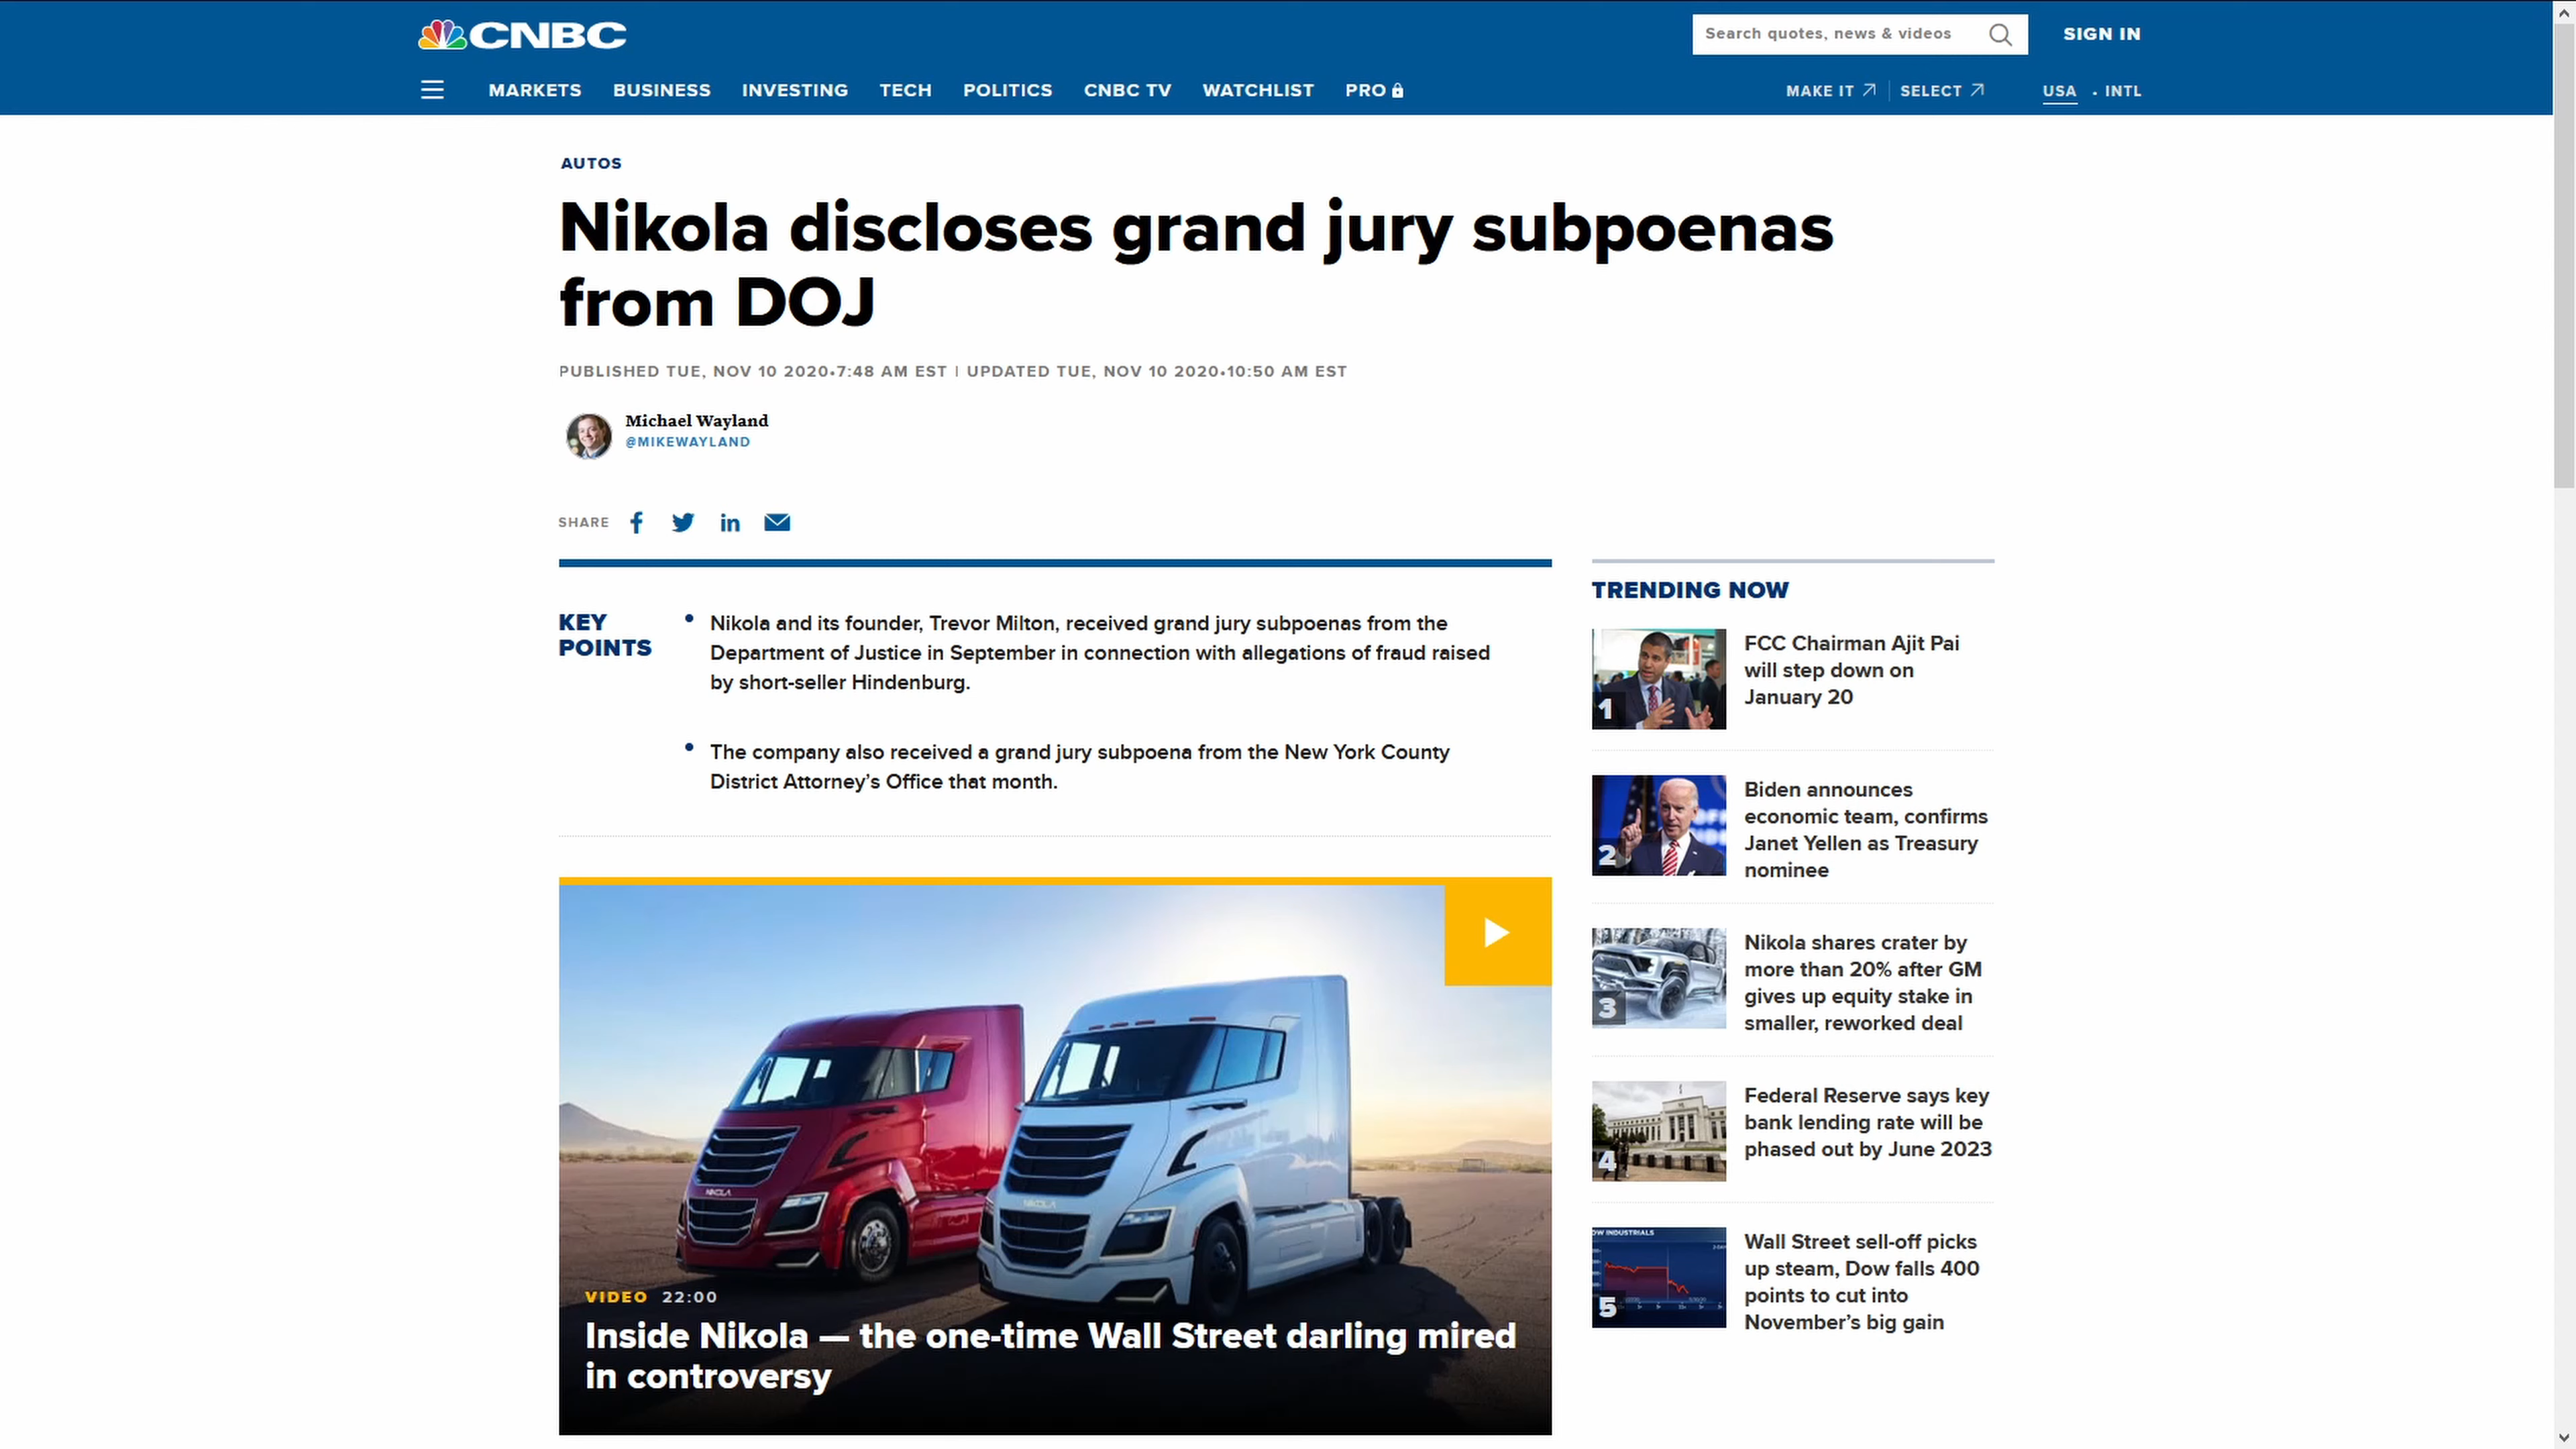 CNBC
Search quotes, news & videos
SIGN IN
MARKETS BUSINESS INVESTING TECH POLITICS CNBC TV WATCHLIST PRO
MAKE IT SELECT USA • INTL
AUTOS
Nikola discloses grand jury subpoenas
from DOJ
PUBLISHED TUE, NOV 10 2020•7:48 AM EST | UPDATED TUE, NOV 10 2020•10:50 AM EST
Michael Wayland
@MIKEWAYLAND
SHARE
KEY
POINTS
• Nikola and its founder, Trevor Milton, received grand jury subpoenas from the
Department of Justice in September in connection with allegations of fraud raised
by short-seller Hindenburg.
• The company also received a grand jury subpoena from the New York County
District Attorney’s Office that month.
NIKOLA
NIKOLA
VIDEO 22:00
Inside Nikola — the one-time Wall Street darling mired
in controversy
TRENDING NOW
1
FCC Chairman Ajit Pai
will step down on
January 20
2
Biden announces
economic team, confirms
Janet Yellen as Treasury
nominee
3
Nikola shares crater by
more than 20% after GM
gives up equity stake in
smaller, reworked deal
4
Federal Reserve says key
bank lending rate will be
phased out by June 2023
OW INDUSTRIALS
5
Wall Street sell-off picks
up steam, Dow falls 400
points to cut into
November’s big gain